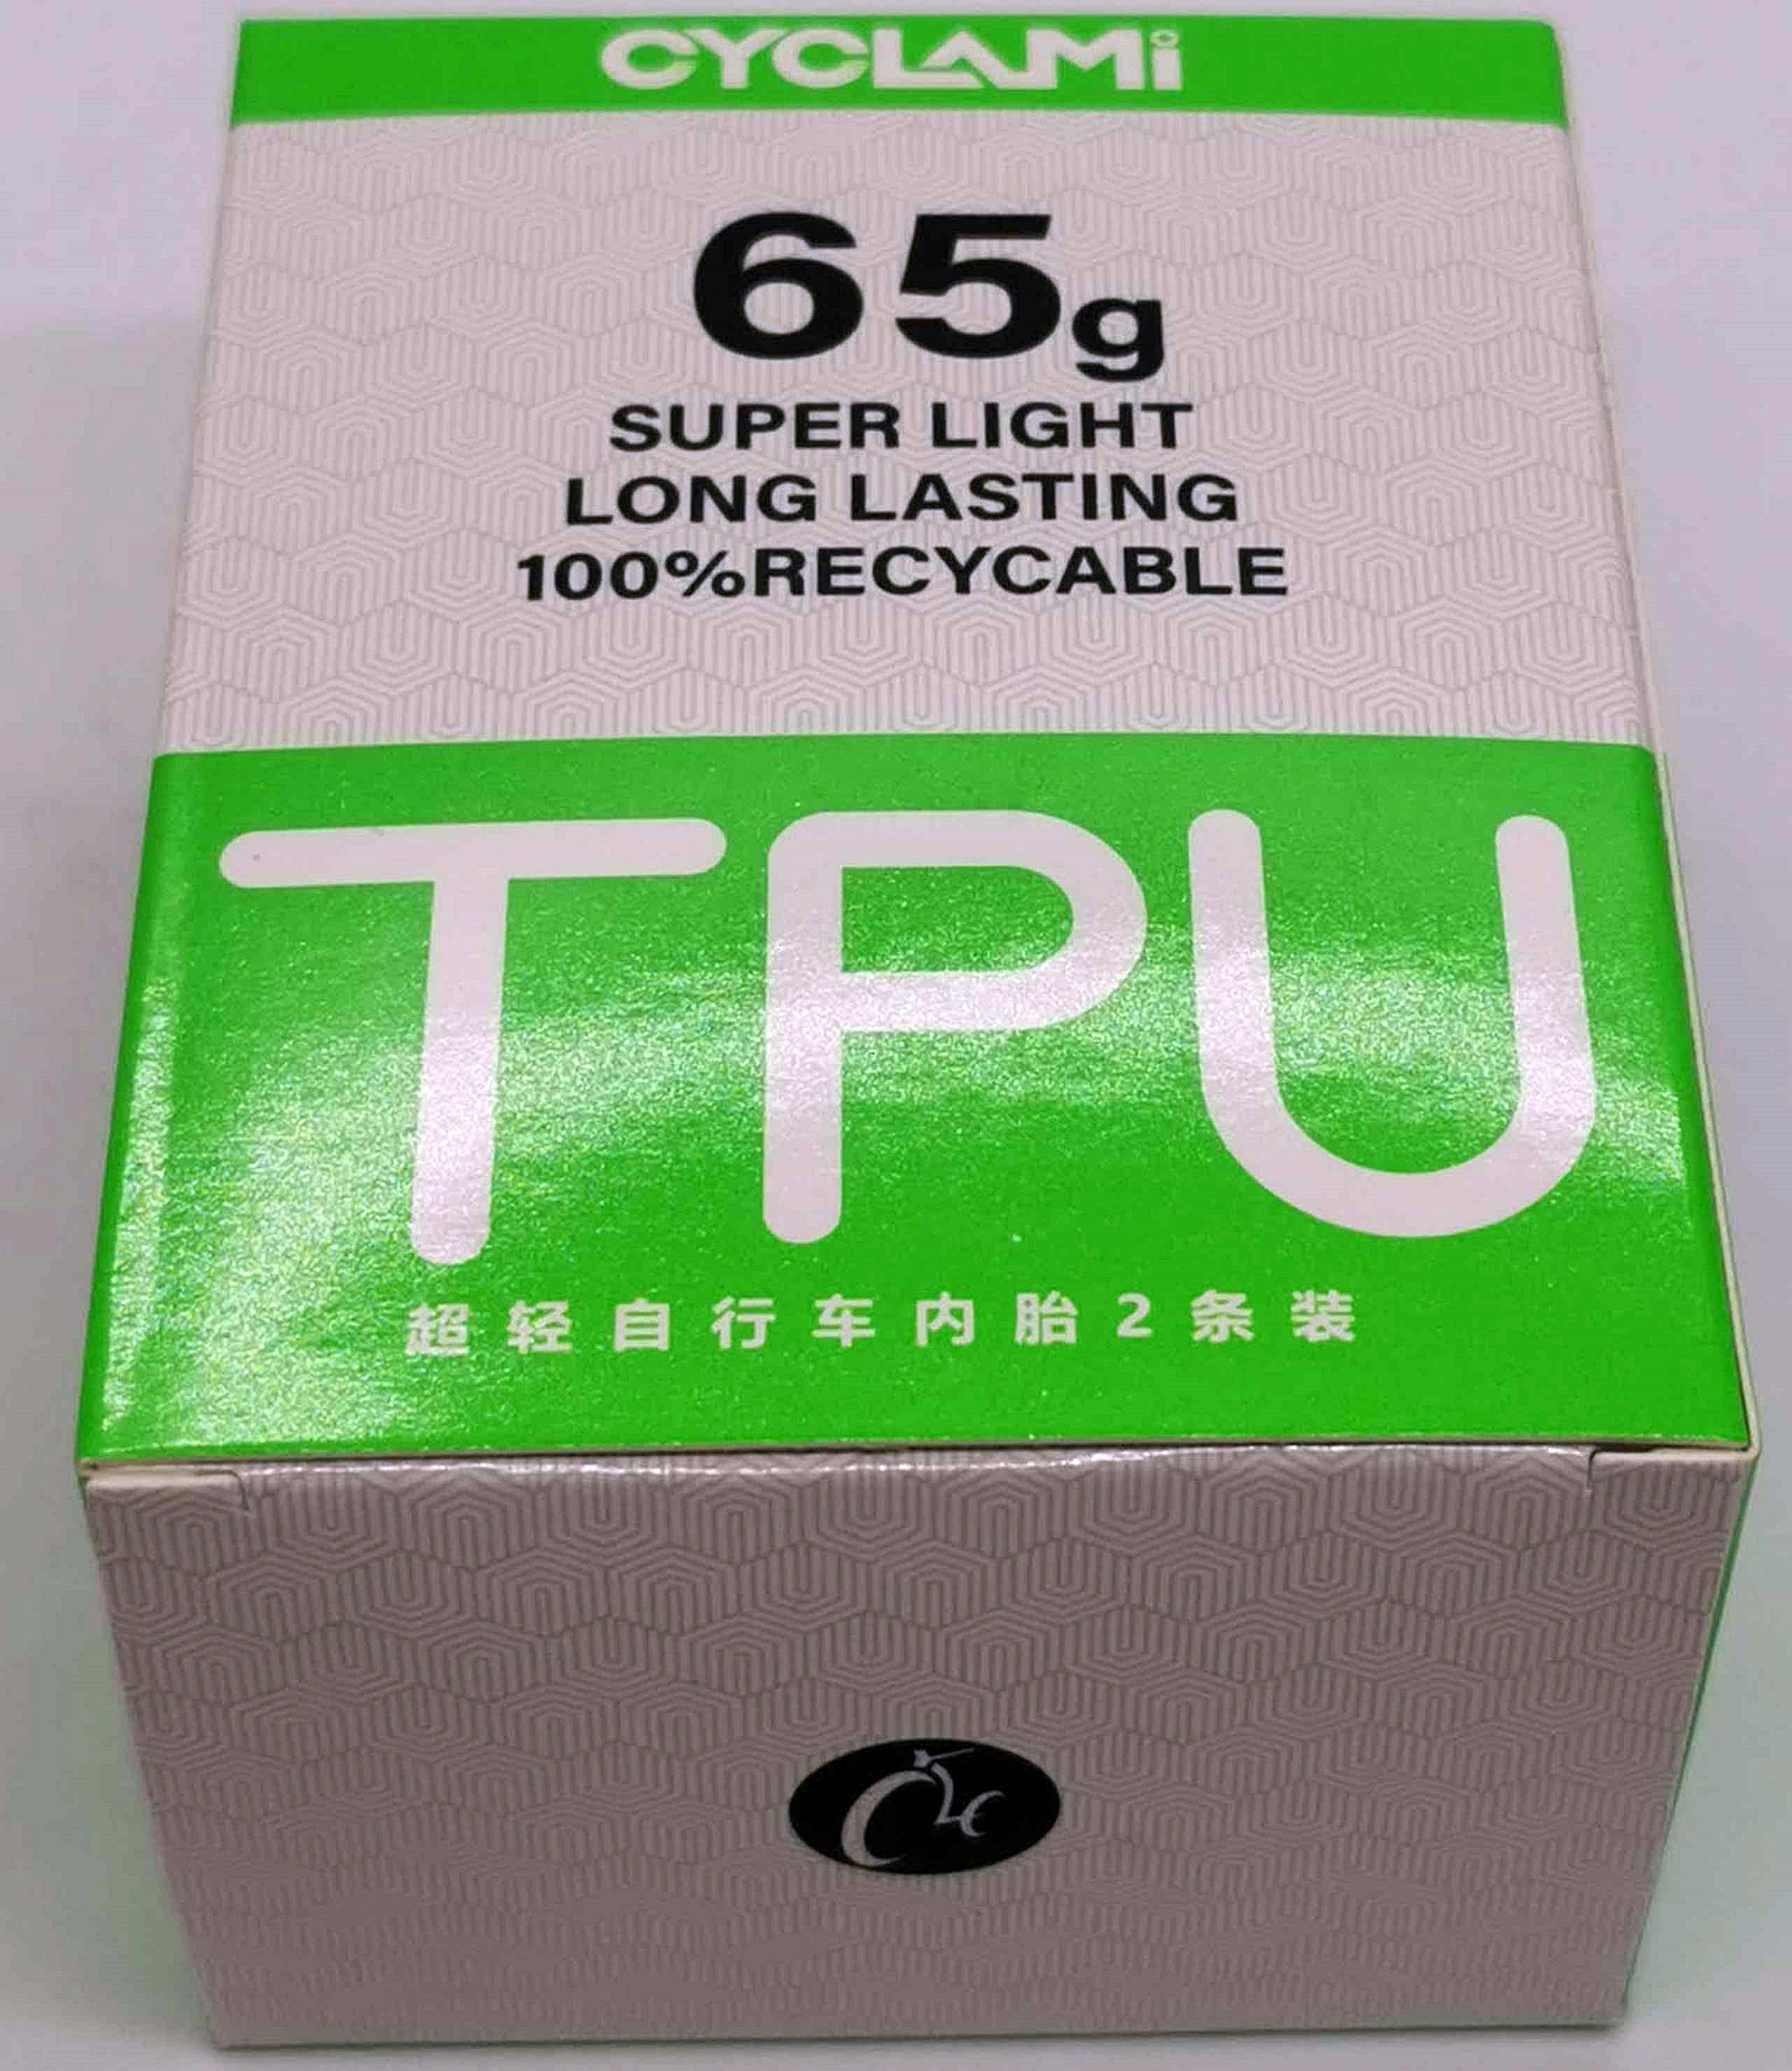 CYCLAMi
65g
SUPER LIGHT
LONG LASTING
100%RECYCABLE
TPU
超轻自行车内胎2条装